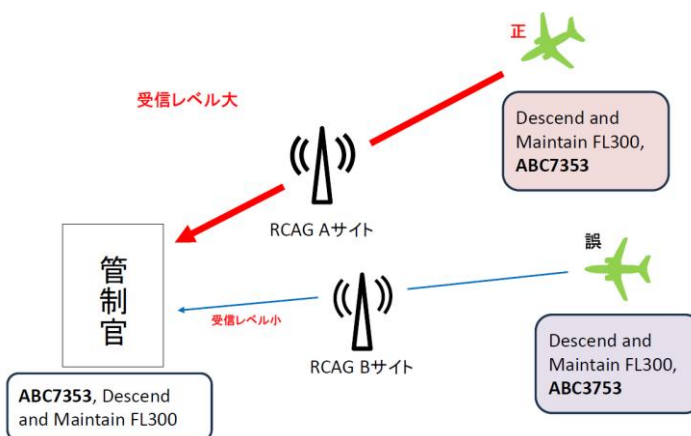 正
受信レベル大
Descend and
Maintain FL300,
ABC7353
RCAG Aサイト
誤
管
制
官
受信レベル小
RCAG Bサイト
Descend and
Maintain FL300,
ABC3753
ABC7353, Descend
and Maintain FL300